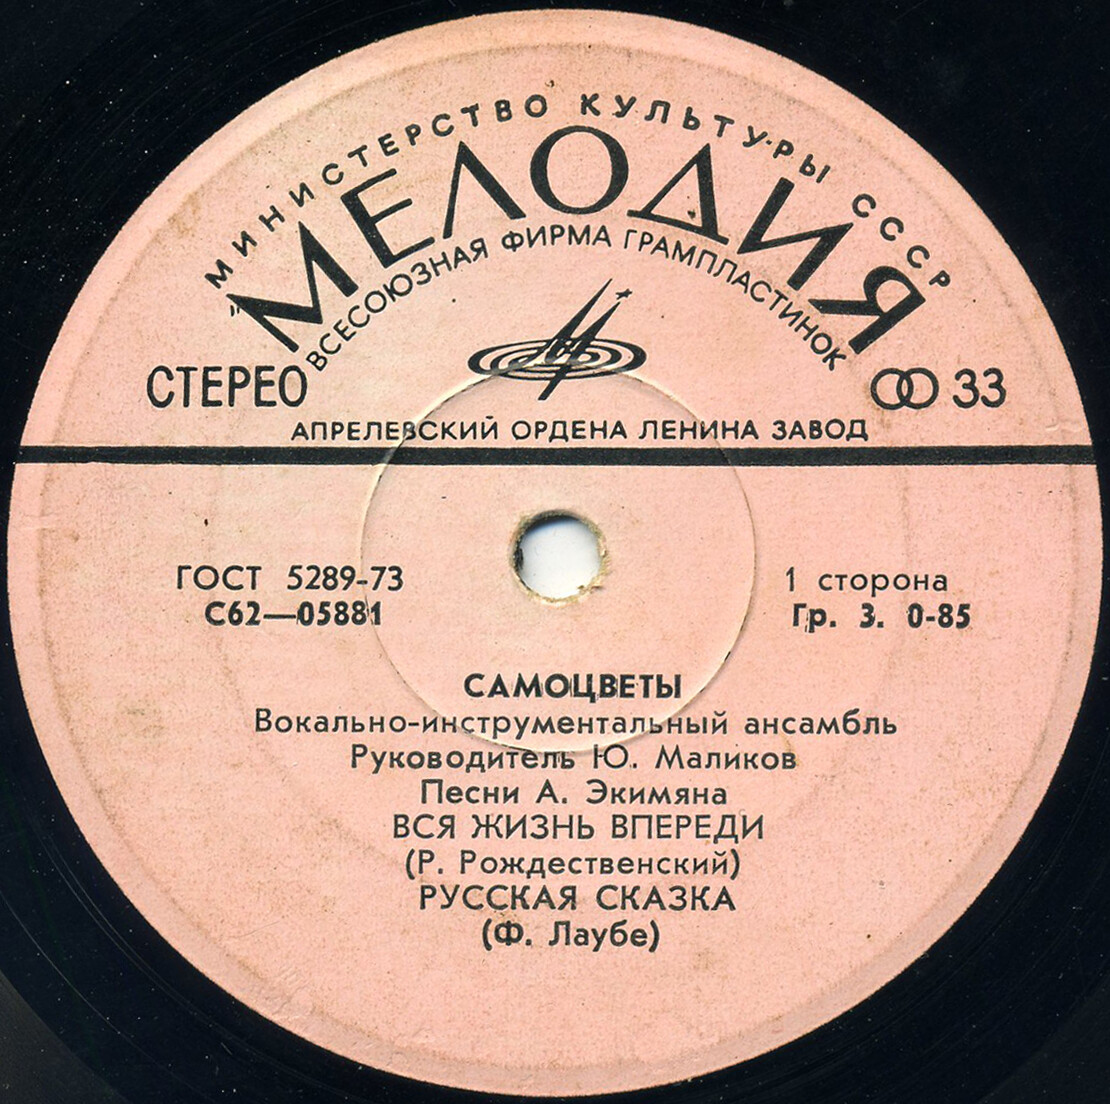 МИНИСТЕРСТВО КУЛЬТУРЫ СССР
МЕЛОДИЯ
ВСЕСОЮЗНАЯ ФИРМА ГРАМПЛАСТИНОК
СТЕРЕО
33
АПРЕЛЕВСКИЙ ОРДЕНА ЛЕНИНА ЗАВОД
ГОСТ 5289-73
С62—05881
1 сторона
Гр. 3. 0-85
САМОЦВЕТЫ
Вокально-инструментальный ансамбль
Руководитель Ю. Маликов
Песни А. Экимяна
ВСЯ ЖИЗНЬ ВПЕРЕДИ
(Р. Рождественский)
РУССКАЯ СКАЗКА
(Ф. Лаубе)